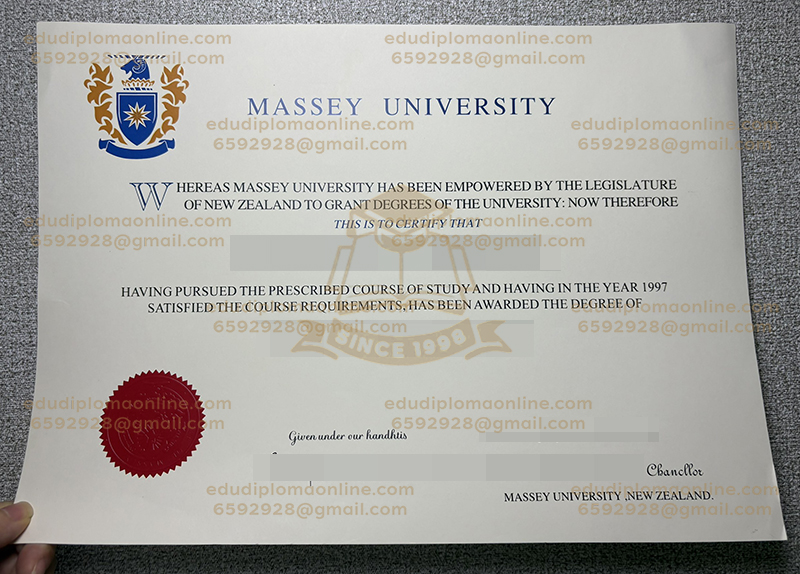 edudiplomaonline.com edudiplomaonline.com
6592928@gmail.com 6592928@gmail.com
MASSEY UNIVERSITY
edudiplomaonline.com edudiplomaonline.com
6592928@gmail.com 6592928@gmail.com
WHEREAS MASSEY UNIVERSITY HAS BEEN EMPOWERED BY THE LEGISLATURE
OF NEW ZEALAND TO GRANT DEGREES OF THE UNIVERSITY: NOW THEREFORE
THIS IS TO CERTIFY THAT
edudiplomaonline.com edudiplomaonline.com
6592928@gmail.com 6592928@gmail.com
HAVING PURSUED THE PRESCRIBED COURSE OF STUDY AND HAVING IN THE YEAR 1997
SATISFIED THE COURSE REQUIREMENTS, HAS BEEN AWARDED THE DEGREE OF
edudiplomaonline.com edudiplomaonline.com
6592928@gmail.com 6592928@gmail.com
SINCE 1998
edudiplomaonline.com edudiplomaonline.com
6592928@gmail.com 6592928@gmail.com
Given under our handhtis
Chancllor
edudiplomaonline.com edudiplomaonline.com
MASSEY UNIVERSITY ,NEW ZEALAND.
6592928@gmail.com 6592928@gmail.com